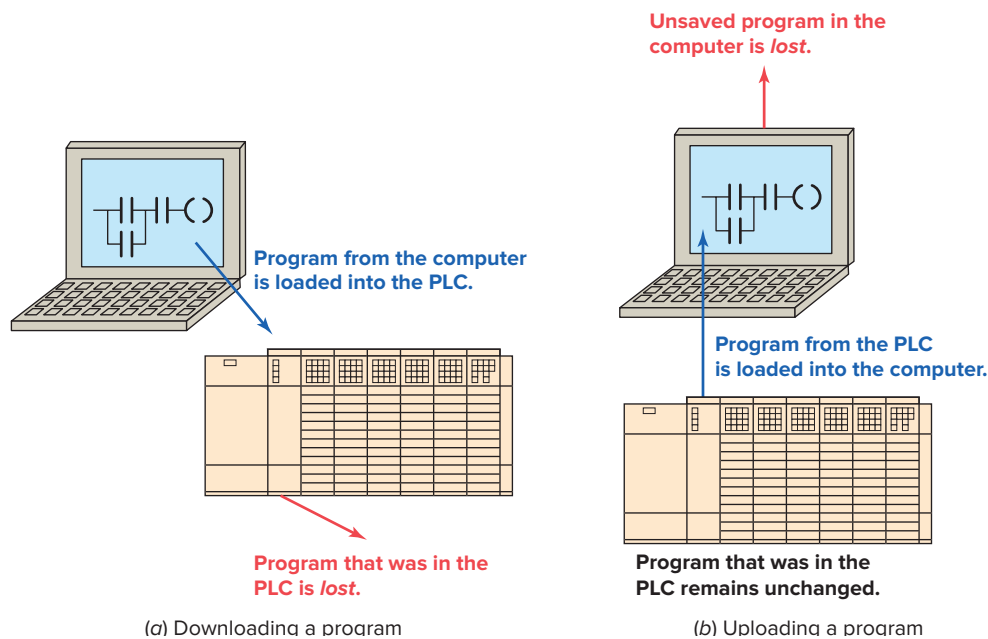 Unsaved program in the
computer is lost.
Program from the computer
is loaded into the PLC.
Program from the PLC
is loaded into the computer.
Program that was in the
PLC is lost.
Program that was in the
PLC remains unchanged.
(a) Downloading a program
(b) Uploading a program